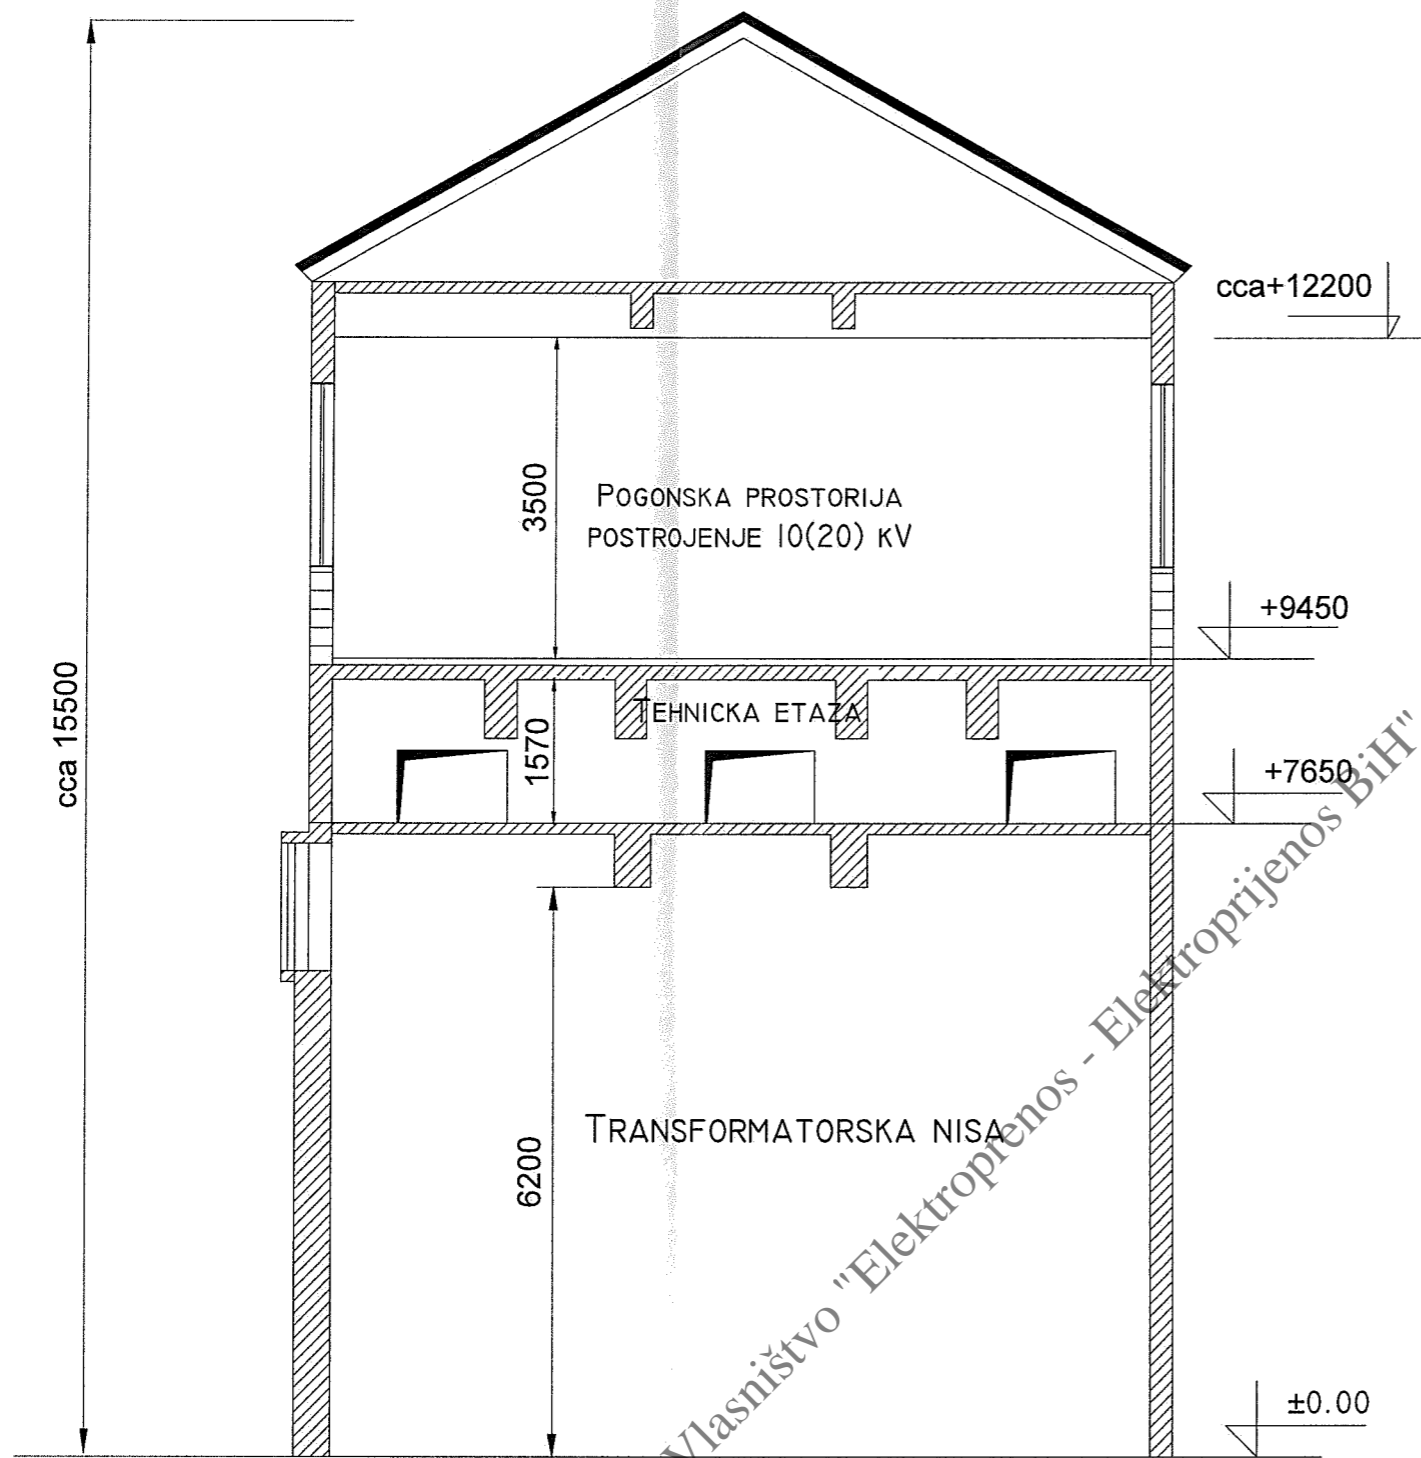 cca+12200
3500
POGONSKA PROSTORIJA
POSTROJENJE 10(20) KV
+9450
cca 15500
1570
TEHNICKA ETAZA
+7650
TRANSFORMATORSKA NISA
6200
±0.00
Vlasništvo "Elektroprenos - Elektroprijenos BiH"